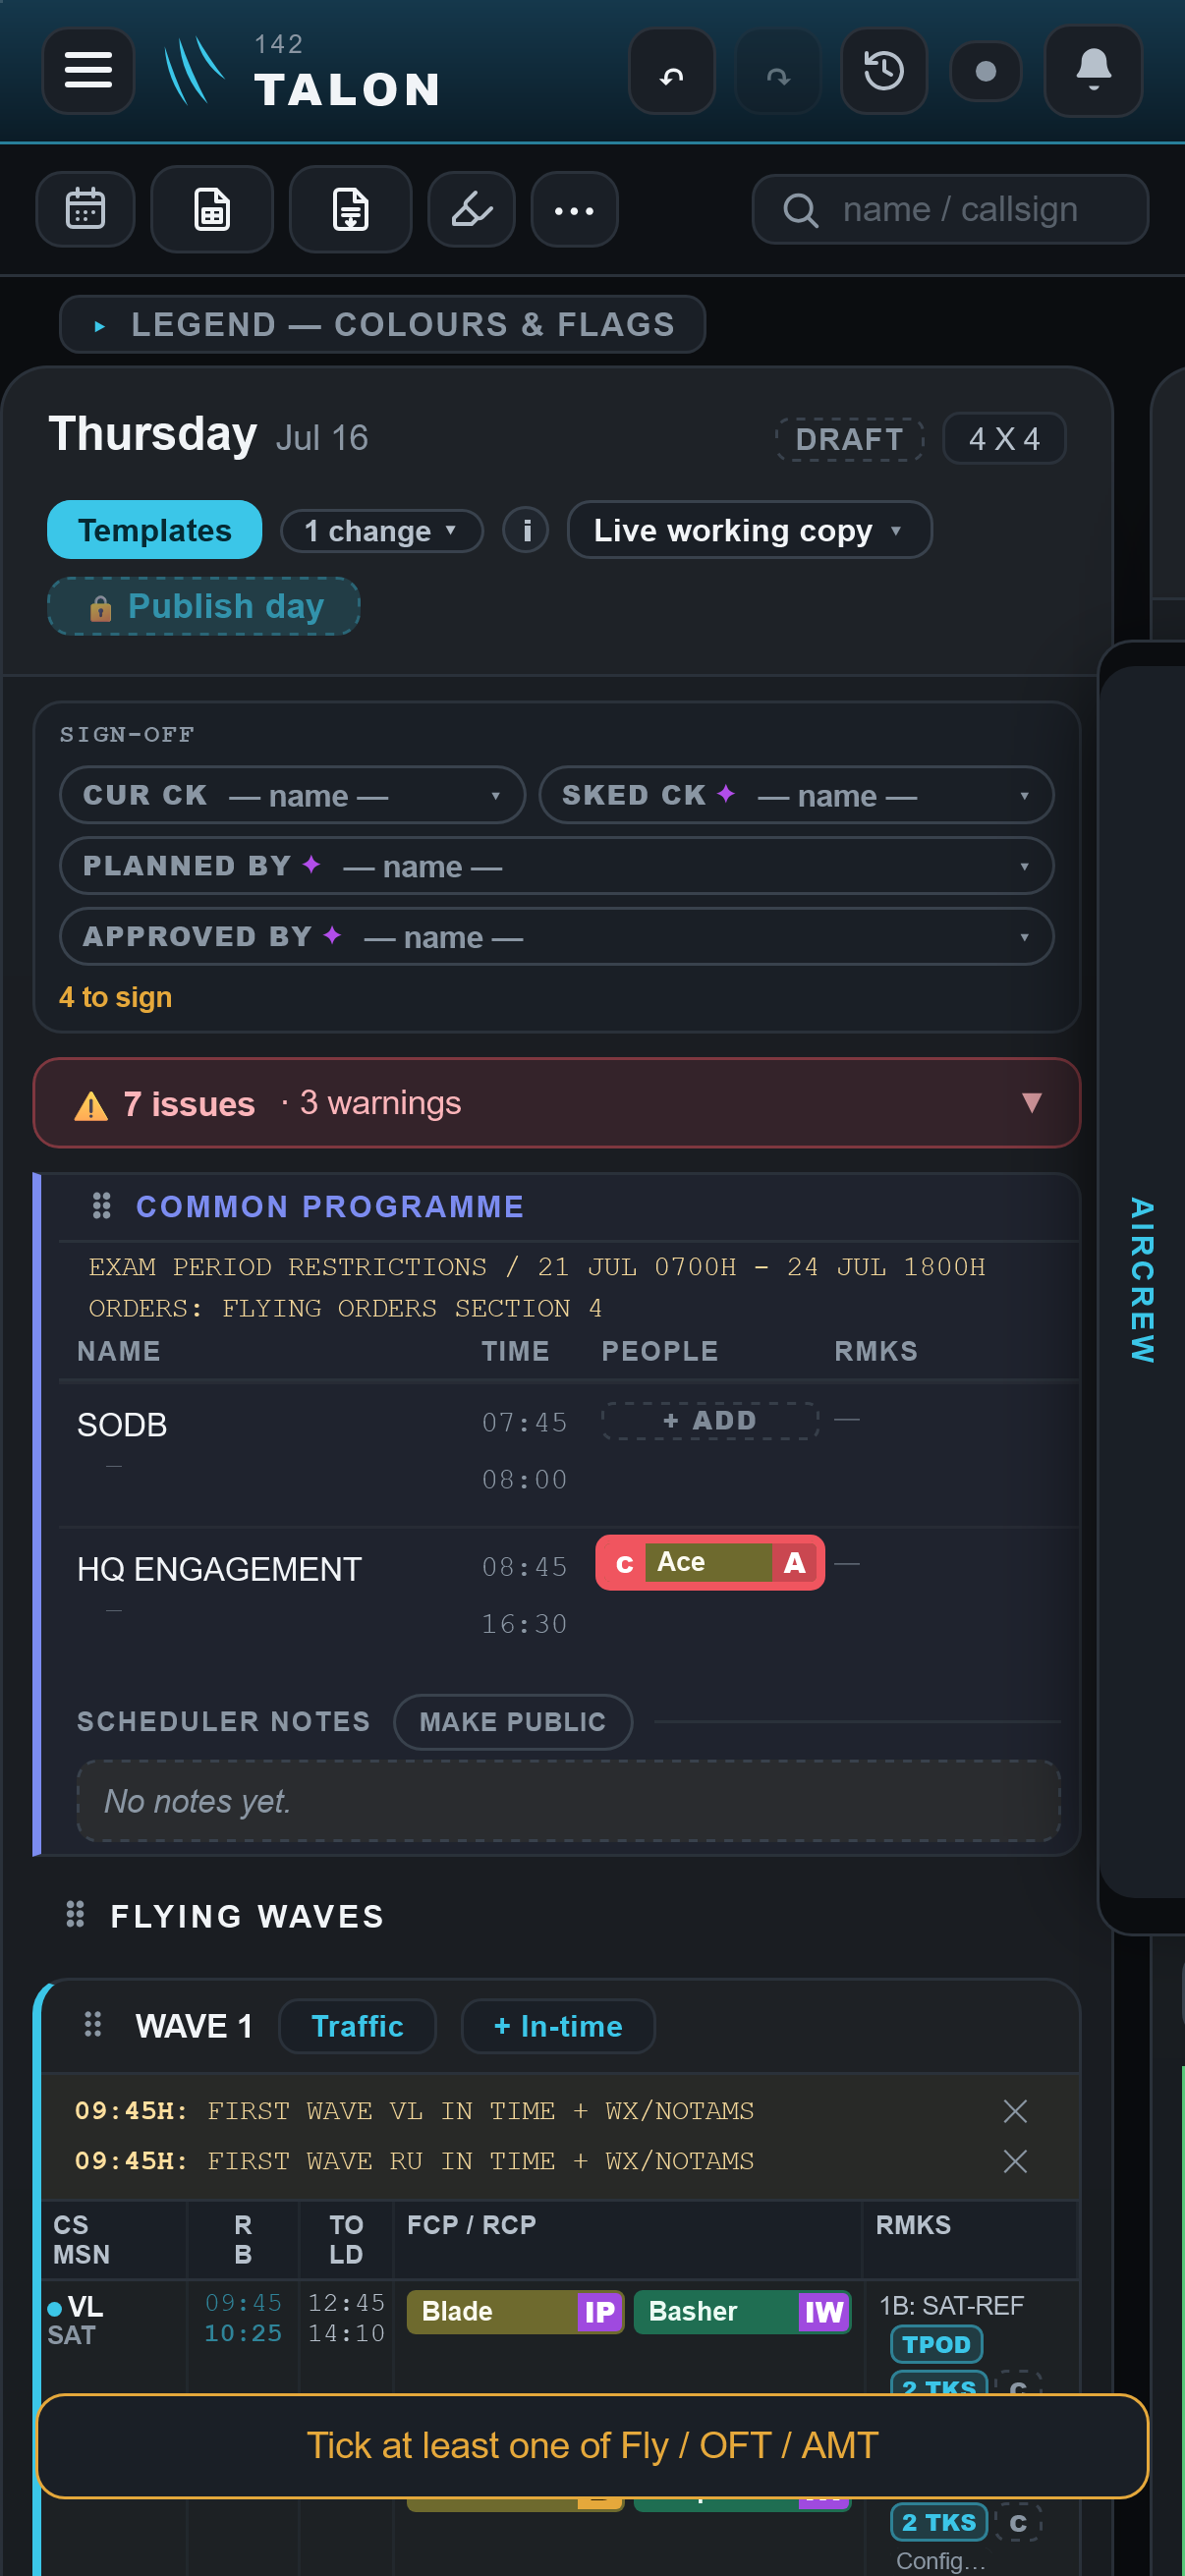 142
TALON
name / callsign
▸ LEGEND — COLOURS & FLAGS
Thursday Jul 16 DRAFT 4 X 4
Templates 1 change ▾ i Live working copy ▾
🔒 Publish day
SIGN-OFF
CUR CK — name — ▾ SKED CK ✦ — name — ▾
PLANNED BY ✦ — name — ▾
APPROVED BY ✦ — name — ▾
4 to sign
⚠️ 7 issues · 3 warnings ▼
COMMON PROGRAMME
EXAM PERIOD RESTRICTIONS / 21 JUL 0700H - 24 JUL 1800H
ORDERS: FLYING ORDERS SECTION 4
NAME TIME PEOPLE RMKS
SODB 07:45 + ADD —
— 08:00
HQ ENGAGEMENT 08:45 C Ace A —
— 16:30
SCHEDULER NOTES MAKE PUBLIC
No notes yet.
FLYING WAVES
WAVE 1 Traffic + In-time
09:45H: FIRST WAVE VL IN TIME + WX/NOTAMS
09:45H: FIRST WAVE RU IN TIME + WX/NOTAMS
CS R TO FCP / RCP RMKS
MSN B LD
VL 09:45 12:45 Blade IP Basher IW 1B: SAT-REF
SAT 10:25 14:10 TPOD
2 TKS C
Tick at least one of Fly / OFT / AMT
2 TKS C
Config...
AIRCREW